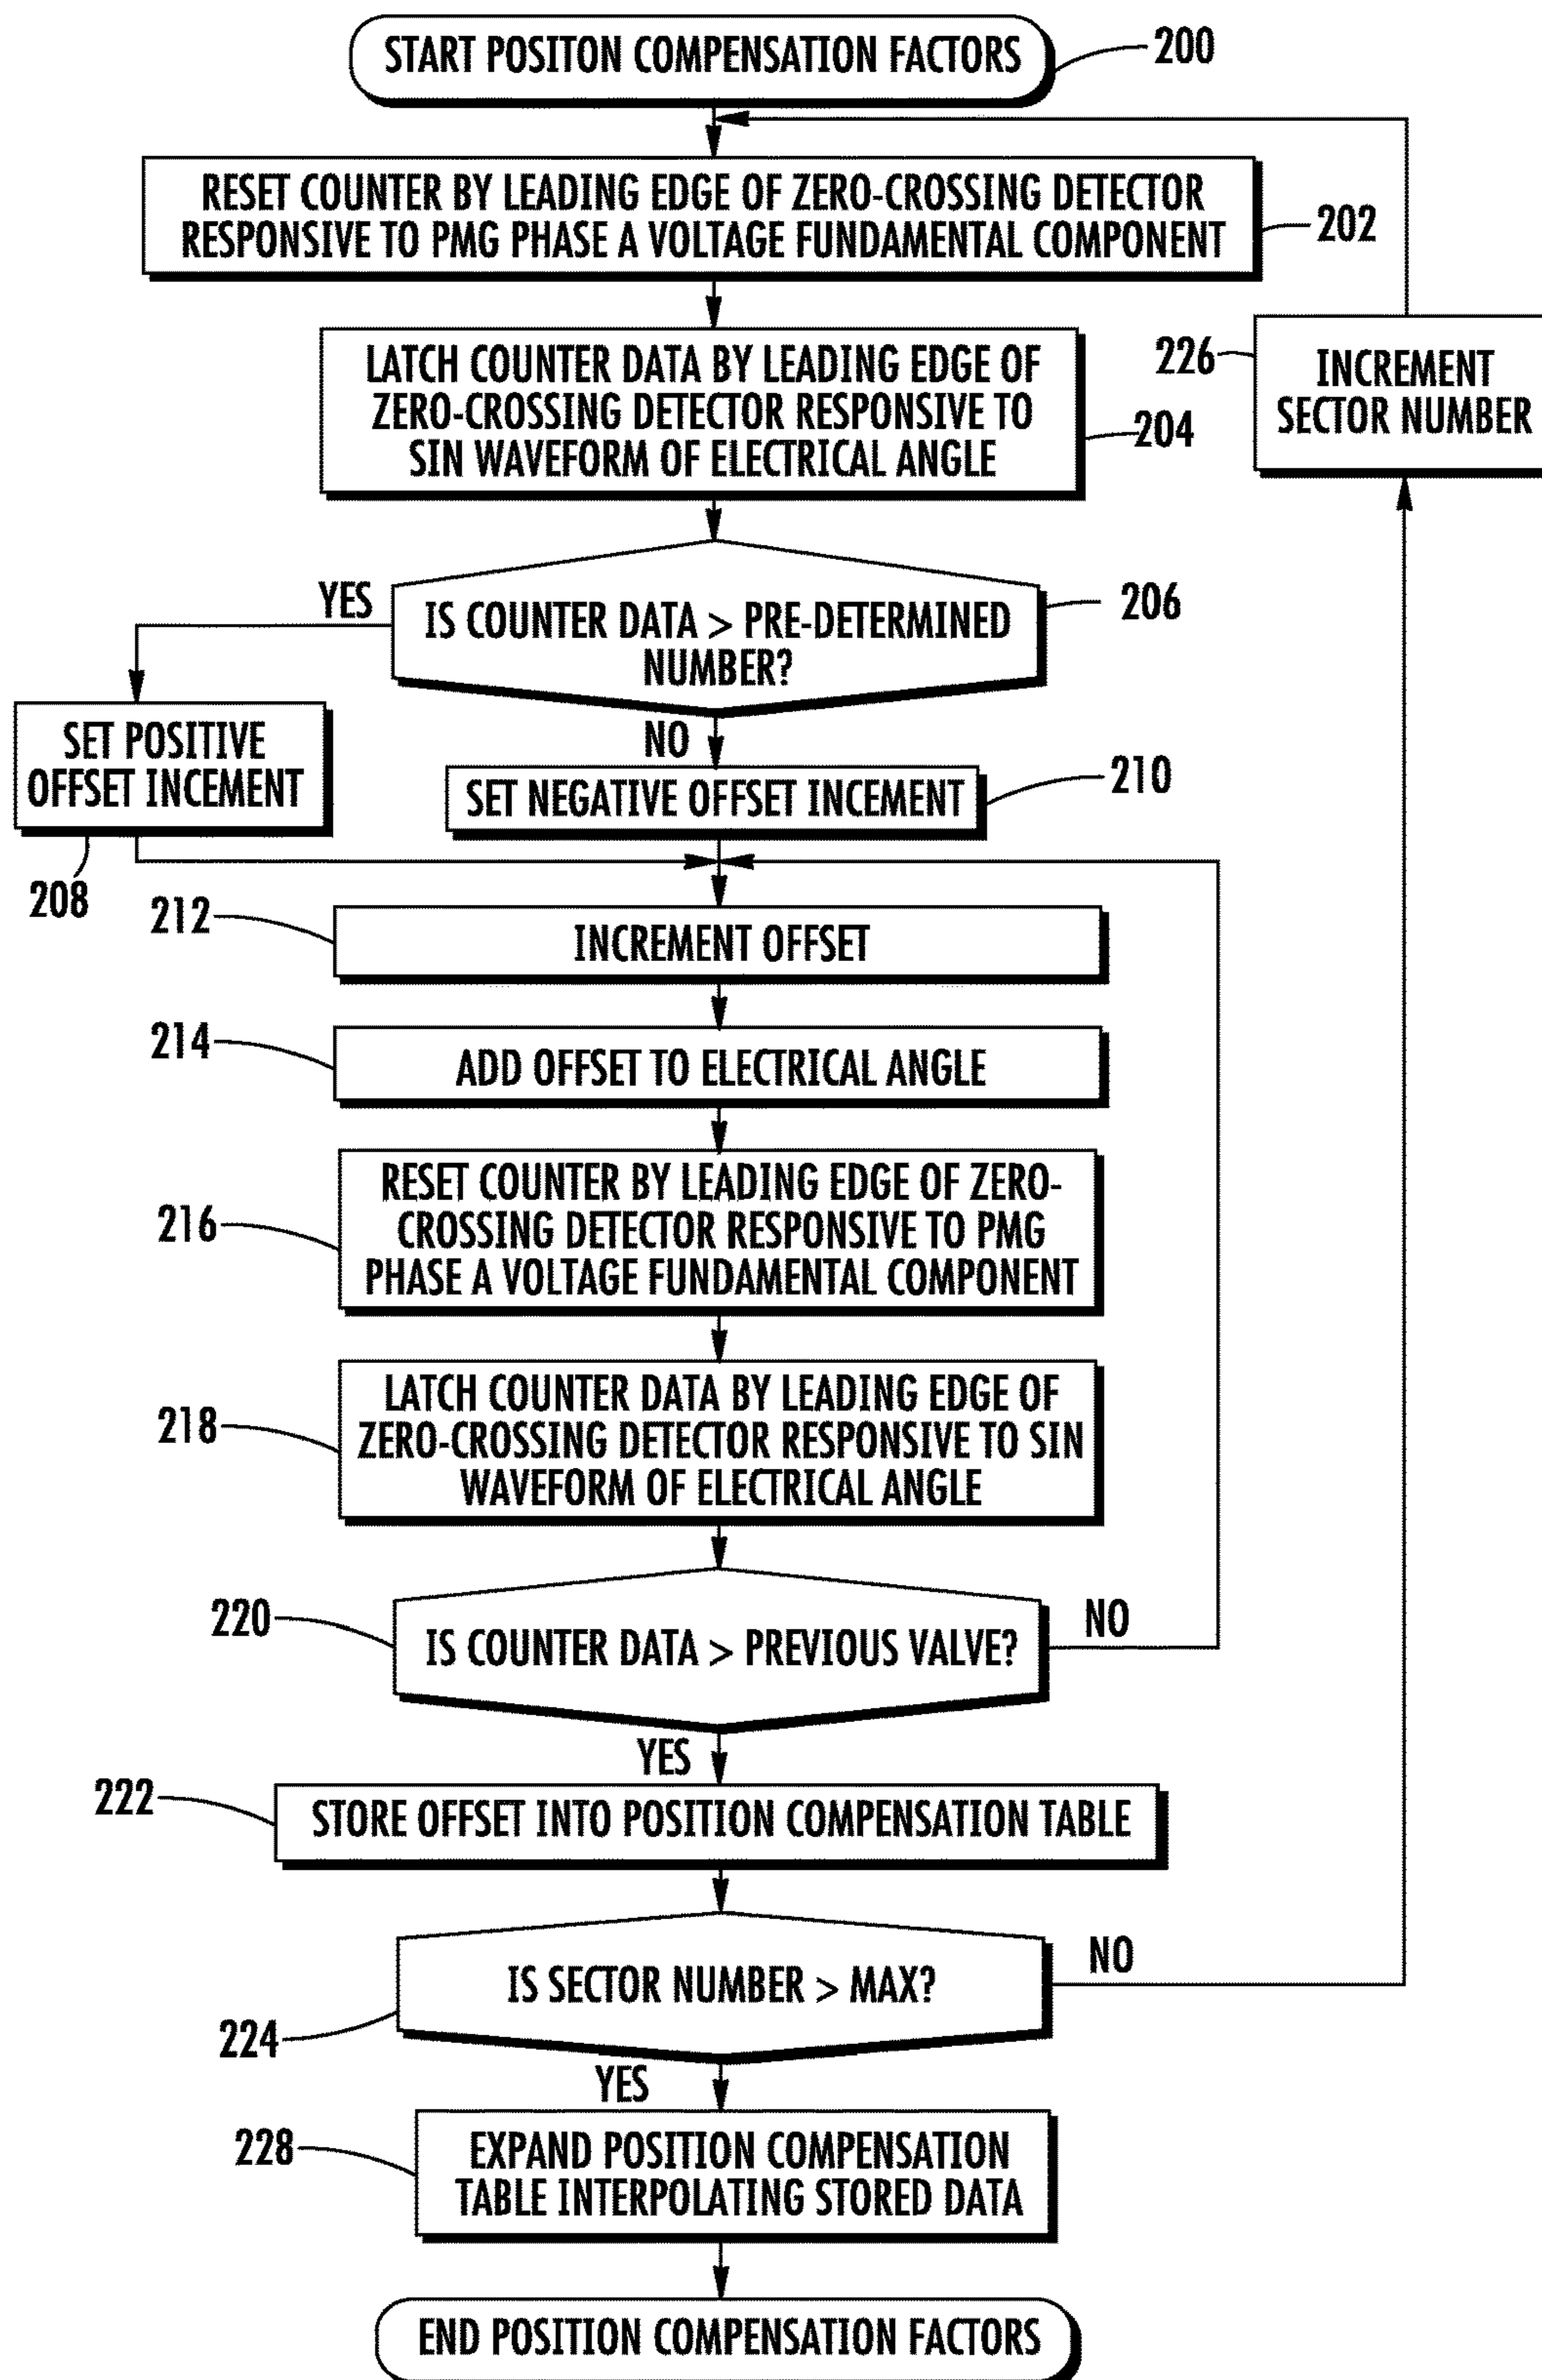 START POSITON COMPENSATION FACTORS
200
RESET COUNTER BY LEADING EDGE OF ZERO-CROSSING DETECTOR
RESPONSIVE TO PMG PHASE A VOLTAGE FUNDAMENTAL COMPONENT
202
LATCH COUNTER DATA BY LEADING EDGE OF
ZERO-CROSSING DETECTOR RESPONSIVE TO
SIN WAVEFORM OF ELECTRICAL ANGLE
204
226
INCREMENT
SECTOR NUMBER
YES
IS COUNTER DATA > PRE-DETERMINED
NUMBER?
206
SET POSITIVE
OFFSET INCEMENT
208
NO
SET NEGATIVE OFFSET INCEMENT
210
212
INCREMENT OFFSET
214
ADD OFFSET TO ELECTRICAL ANGLE
216
RESET COUNTER BY LEADING EDGE OF ZERO-
CROSSING DETECTOR RESPONSIVE TO PMG
PHASE A VOLTAGE FUNDAMENTAL COMPONENT
218
LATCH COUNTER DATA BY LEADING EDGE OF
ZERO-CROSSING DETECTOR RESPONSIVE TO SIN
WAVEFORM OF ELECTRICAL ANGLE
220
IS COUNTER DATA > PREVIOUS VALVE?
NO
YES
222
STORE OFFSET INTO POSITION COMPENSATION TABLE
IS SECTOR NUMBER > MAX?
NO
224
YES
228
EXPAND POSITION COMPENSATION
TABLE INTERPOLATING STORED DATA
END POSITION COMPENSATION FACTORS